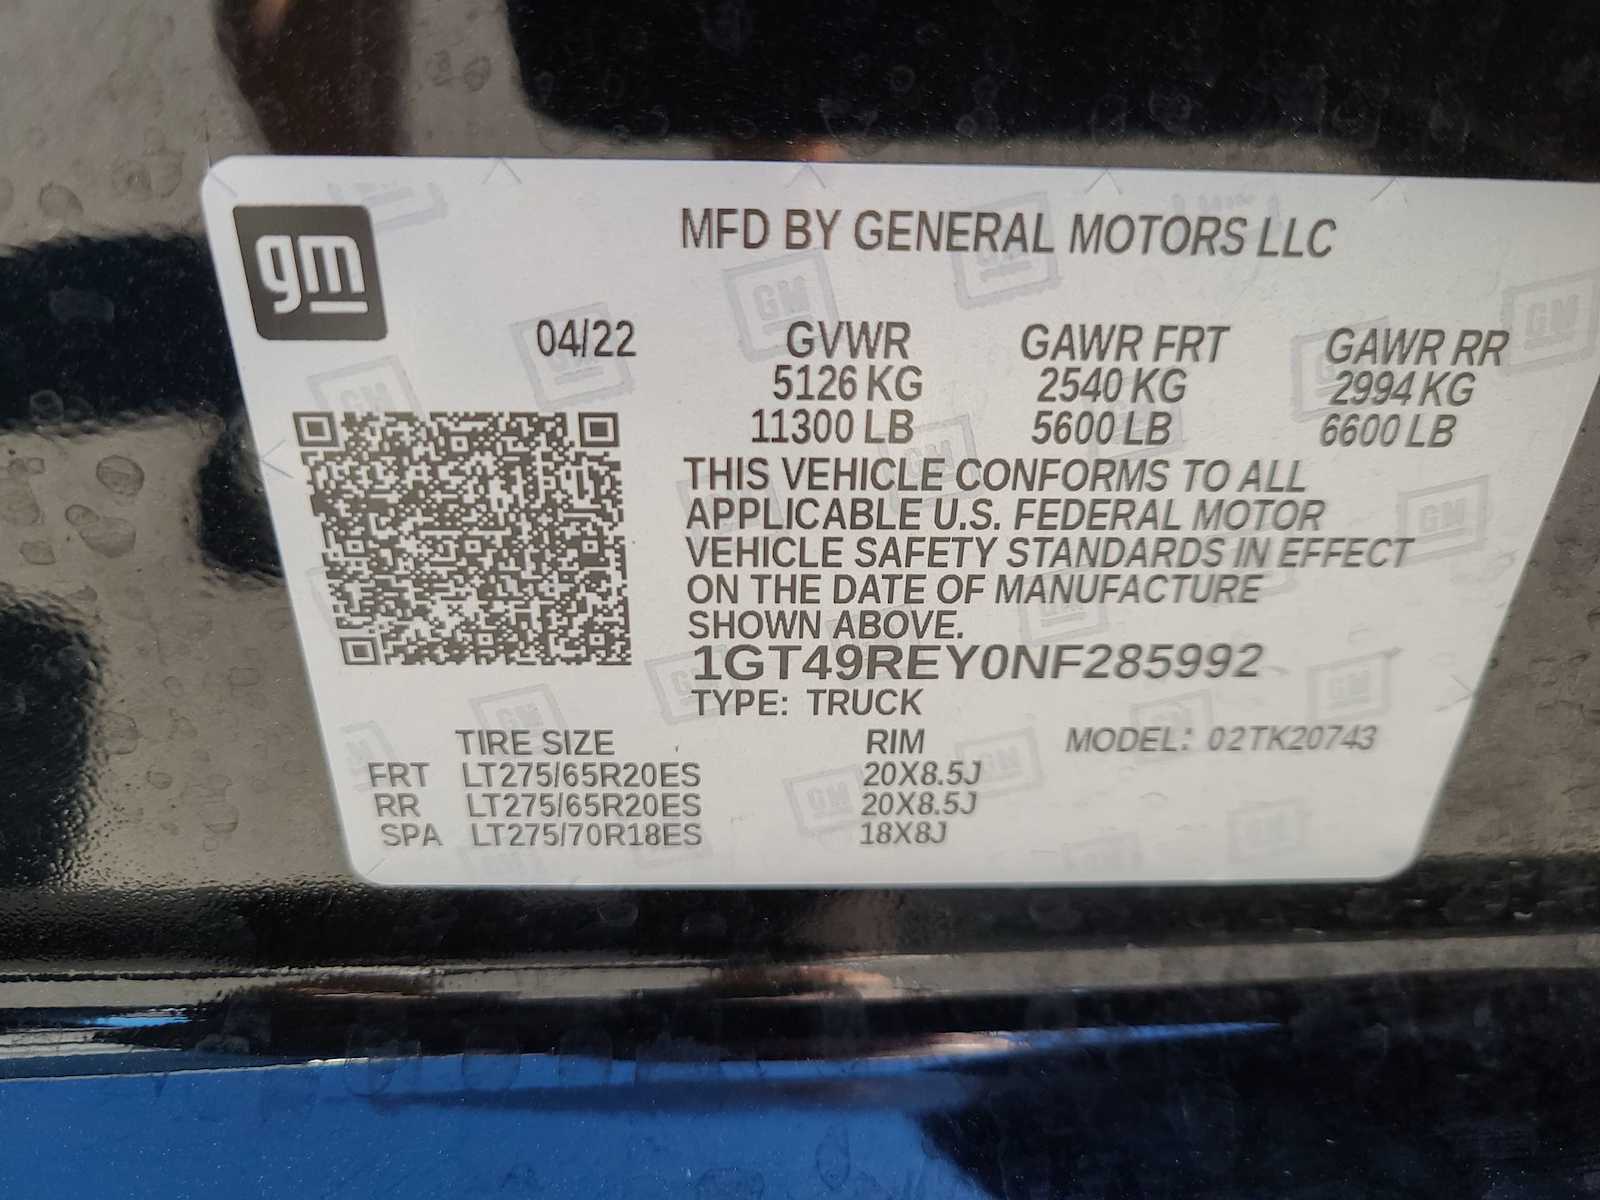 gm
MFD BY GENERAL MOTORS LLC
04/22 GVWR GAWR FRT GAWR RR
5126 KG 2540 KG 2994 KG
11300 LB 5600 LB 6600 LB
THIS VEHICLE CONFORMS TO ALL
APPLICABLE U.S. FEDERAL MOTOR
VEHICLE SAFETY STANDARDS IN EFFECT
ON THE DATE OF MANUFACTURE
SHOWN ABOVE.
1GT49REY0NF285992
TYPE: TRUCK
TIRE SIZE RIM MODEL: 02TK20743
FRT LT275/65R20ES 20X8.5J
RR LT275/65R20ES 20X8.5J
SPA LT275/70R18ES 18X8J